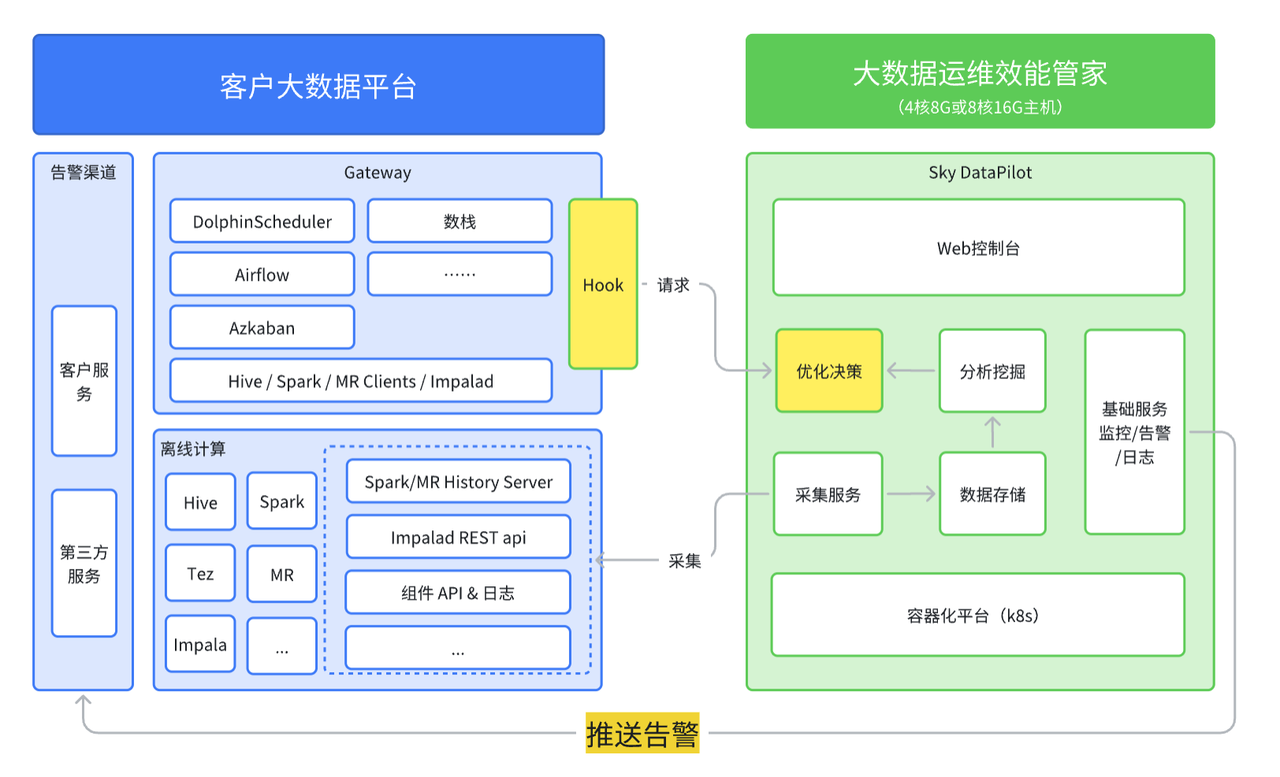 客户大数据平台
大数据运维效能管家
（4核8G或8核16G主机）
告警渠道
客户服
务
第三方
服务
Gateway
DolphinScheduler
数栈
Airflow
……
Azkaban
Hive / Spark / MR Clients / Impalad
Hook
请求
离线计算
Hive
Spark
Tez
MR
Impala
...
Spark/MR History Server
Impalad REST api
组件 API & 日志
...
采集
Sky DataPilot
Web控制台
优化决策
分析挖掘
基础服务
监控/告警
/日志
采集服务
数据存储
容器化平台（k8s）
推送告警